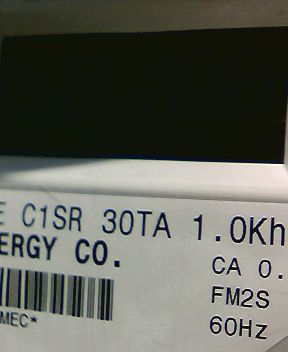 E C1SR 30TA 1.0Kh
ERGY CO.
CA 0.
FM2S
MEC*
60Hz